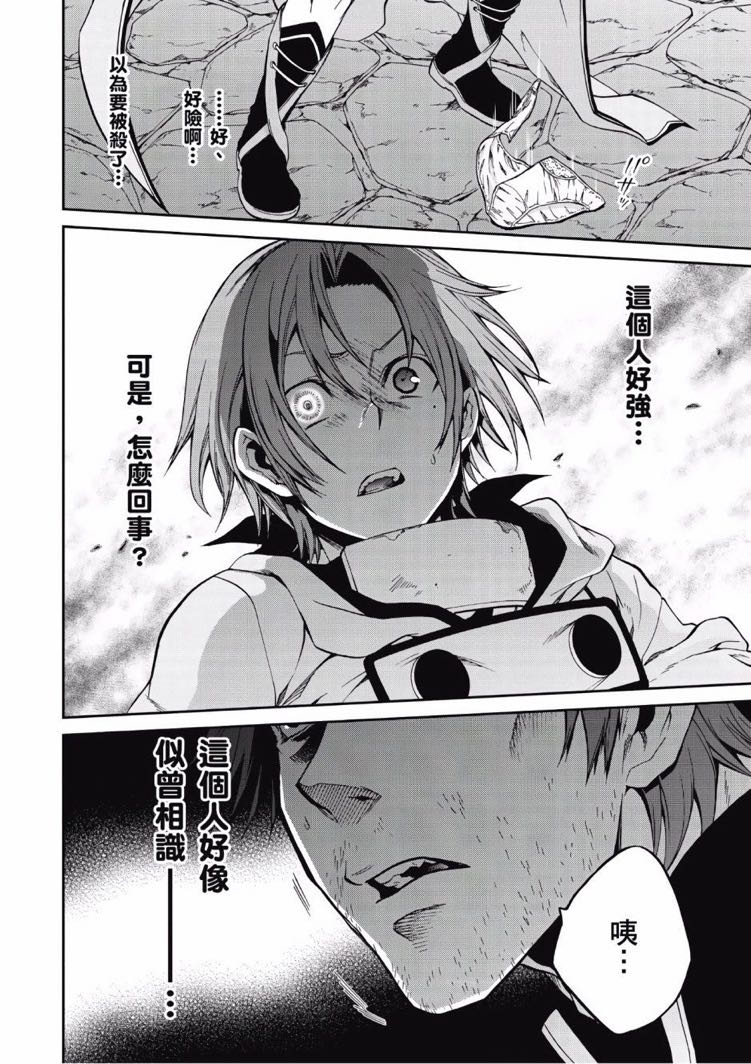 パサッ
……好、
好險啊…
以為要被殺了…
這個人好強…
可是，怎麼回事？
咦…
這個人好像
似曾相識——…